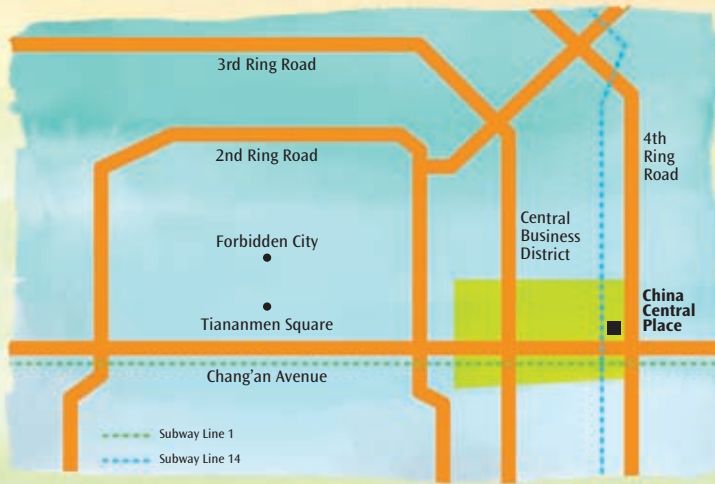 3rd Ring Road
2nd Ring Road
4th
Ring
Road
Central
Business
District
Forbidden City
Tiananmen Square
China
Central
Place
Chang'an Avenue
Subway Line 1
Subway Line 14